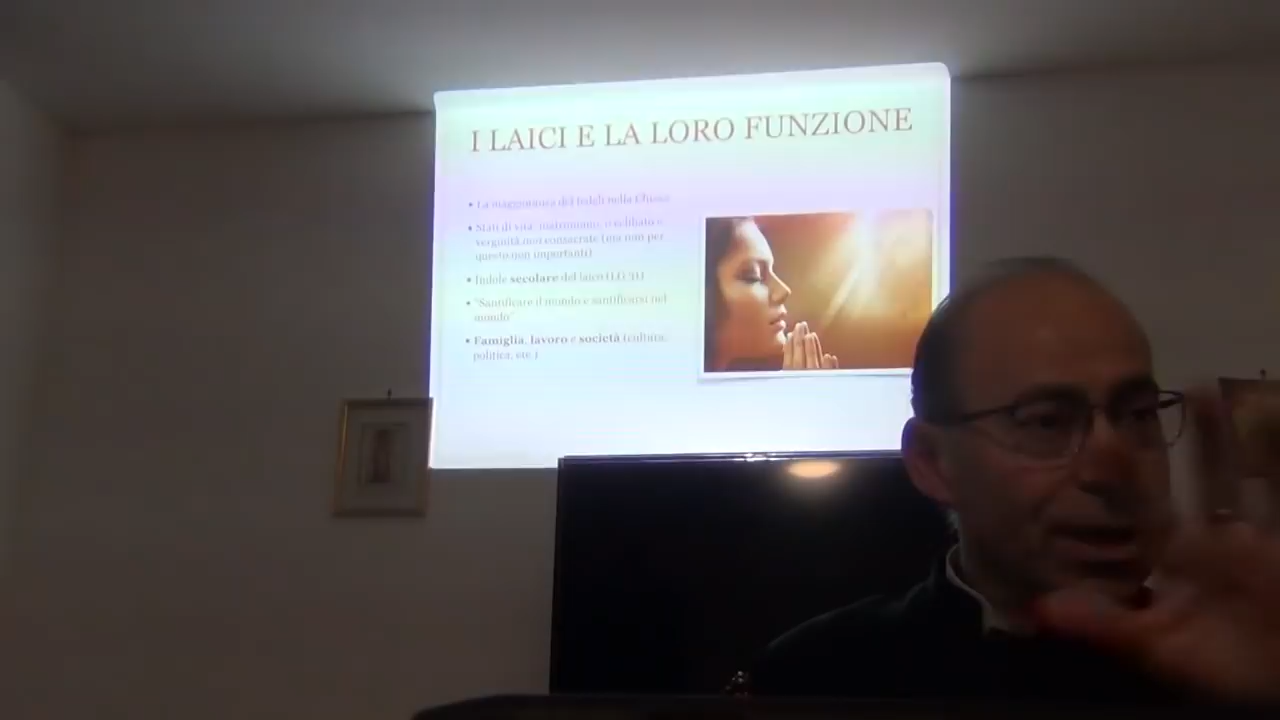 I LAICI E LA LORO FUNZIONE
• La maggioranza dei fedeli nella Chiesa
• Stati di vita: matrimonio, o celibato e
verginità non consacrate (ma non per
questo non importanti)
• Indole secolare del laico (LG 31)
• "Santificare il mondo e santificarsi nel
mondo"
• Famiglia, lavoro e società (cultura,
politica, etc.)